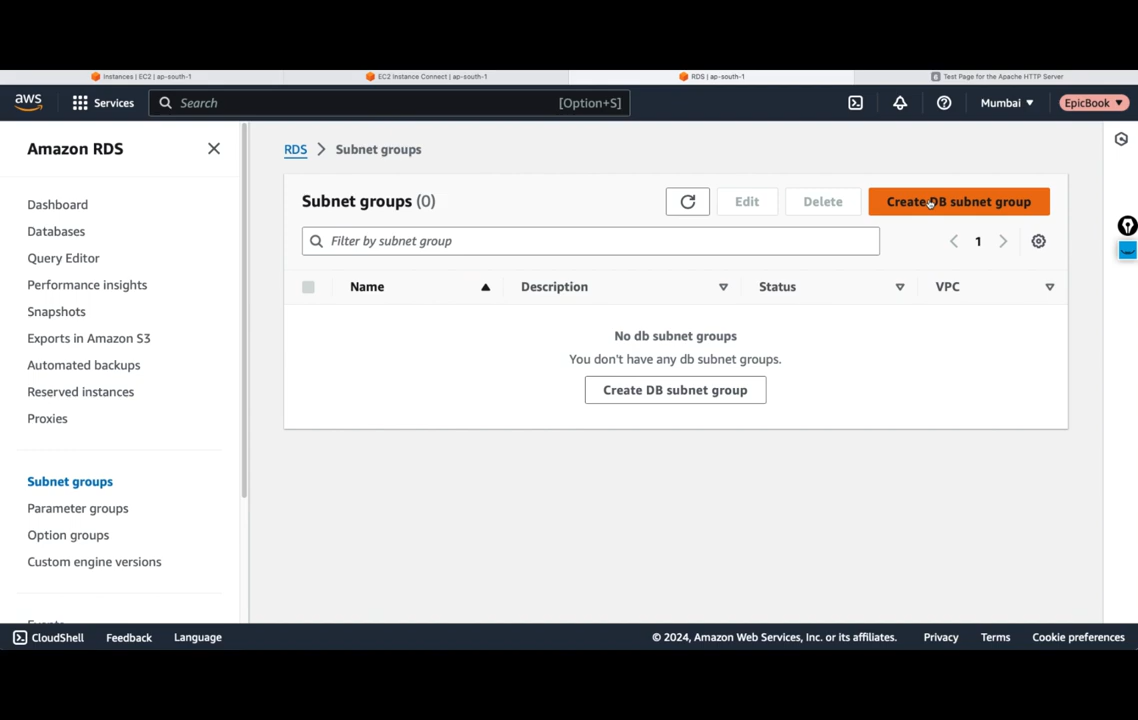 Instances | EC2 | ap-south-1
EC2 Instance Connect | ap-south-1
RDS | ap-south-1
Test Page for the Apache HTTP Server
aws
Services
Search
[Option+S]
Mumbai
EpicBook
Amazon RDS
Dashboard
Databases
Query Editor
Performance insights
Snapshots
Exports in Amazon S3
Automated backups
Reserved instances
Proxies
Subnet groups
Parameter groups
Option groups
Custom engine versions
Events
RDS > Subnet groups
Subnet groups (0)
Edit
Delete
Create DB subnet group
Filter by subnet group
1
Name
Description
Status
VPC
No db subnet groups
You don't have any db subnet groups.
Create DB subnet group
CloudShell
Feedback
Language
© 2024, Amazon Web Services, Inc. or its affiliates.
Privacy
Terms
Cookie preferences